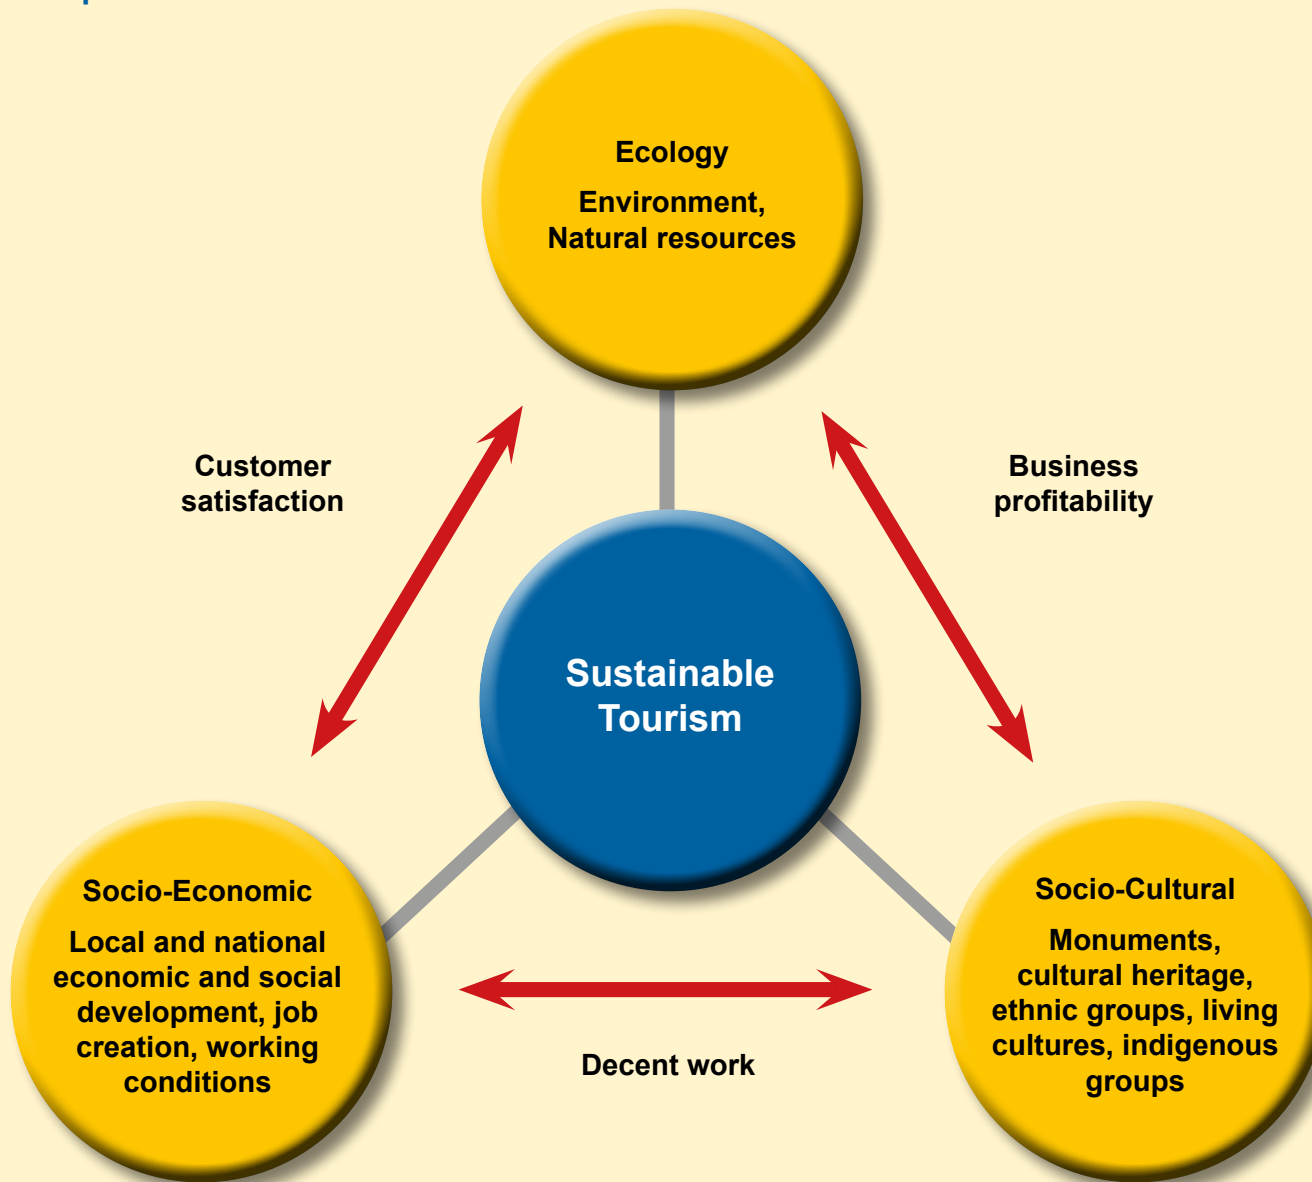 Ecology
Environment,
Natural resources
Customer
satisfaction
Business
profitability
Sustainable
Tourism
Socio-Economic
Local and national
economic and social
development, job
creation, working
conditions
Socio-Cultural
Monuments,
cultural heritage,
ethnic groups, living
cultures, indigenous
groups
Decent work